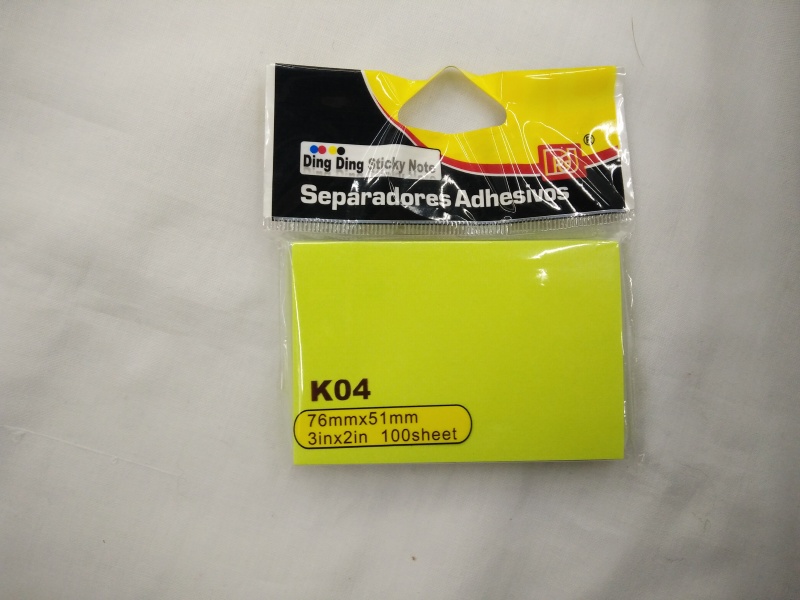 Ding Ding Sticky Note
®
Separadores Adhesivos
K04
76mmx51mm
3inx2in 100sheet